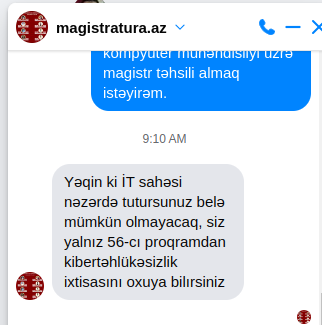 magistratura.az
kompyuter mühəndisliyi üzrə
magistr təhsili almaq
istəyirəm.
9:10 AM
Yəqin ki İT sahəsi
nəzərdə tutursunuz belə
mümkün olmayacaq, siz
yalnız 56-cı proqramdan
kibertəhlükəsizlik
ixtisasını oxuya bilırsiniz